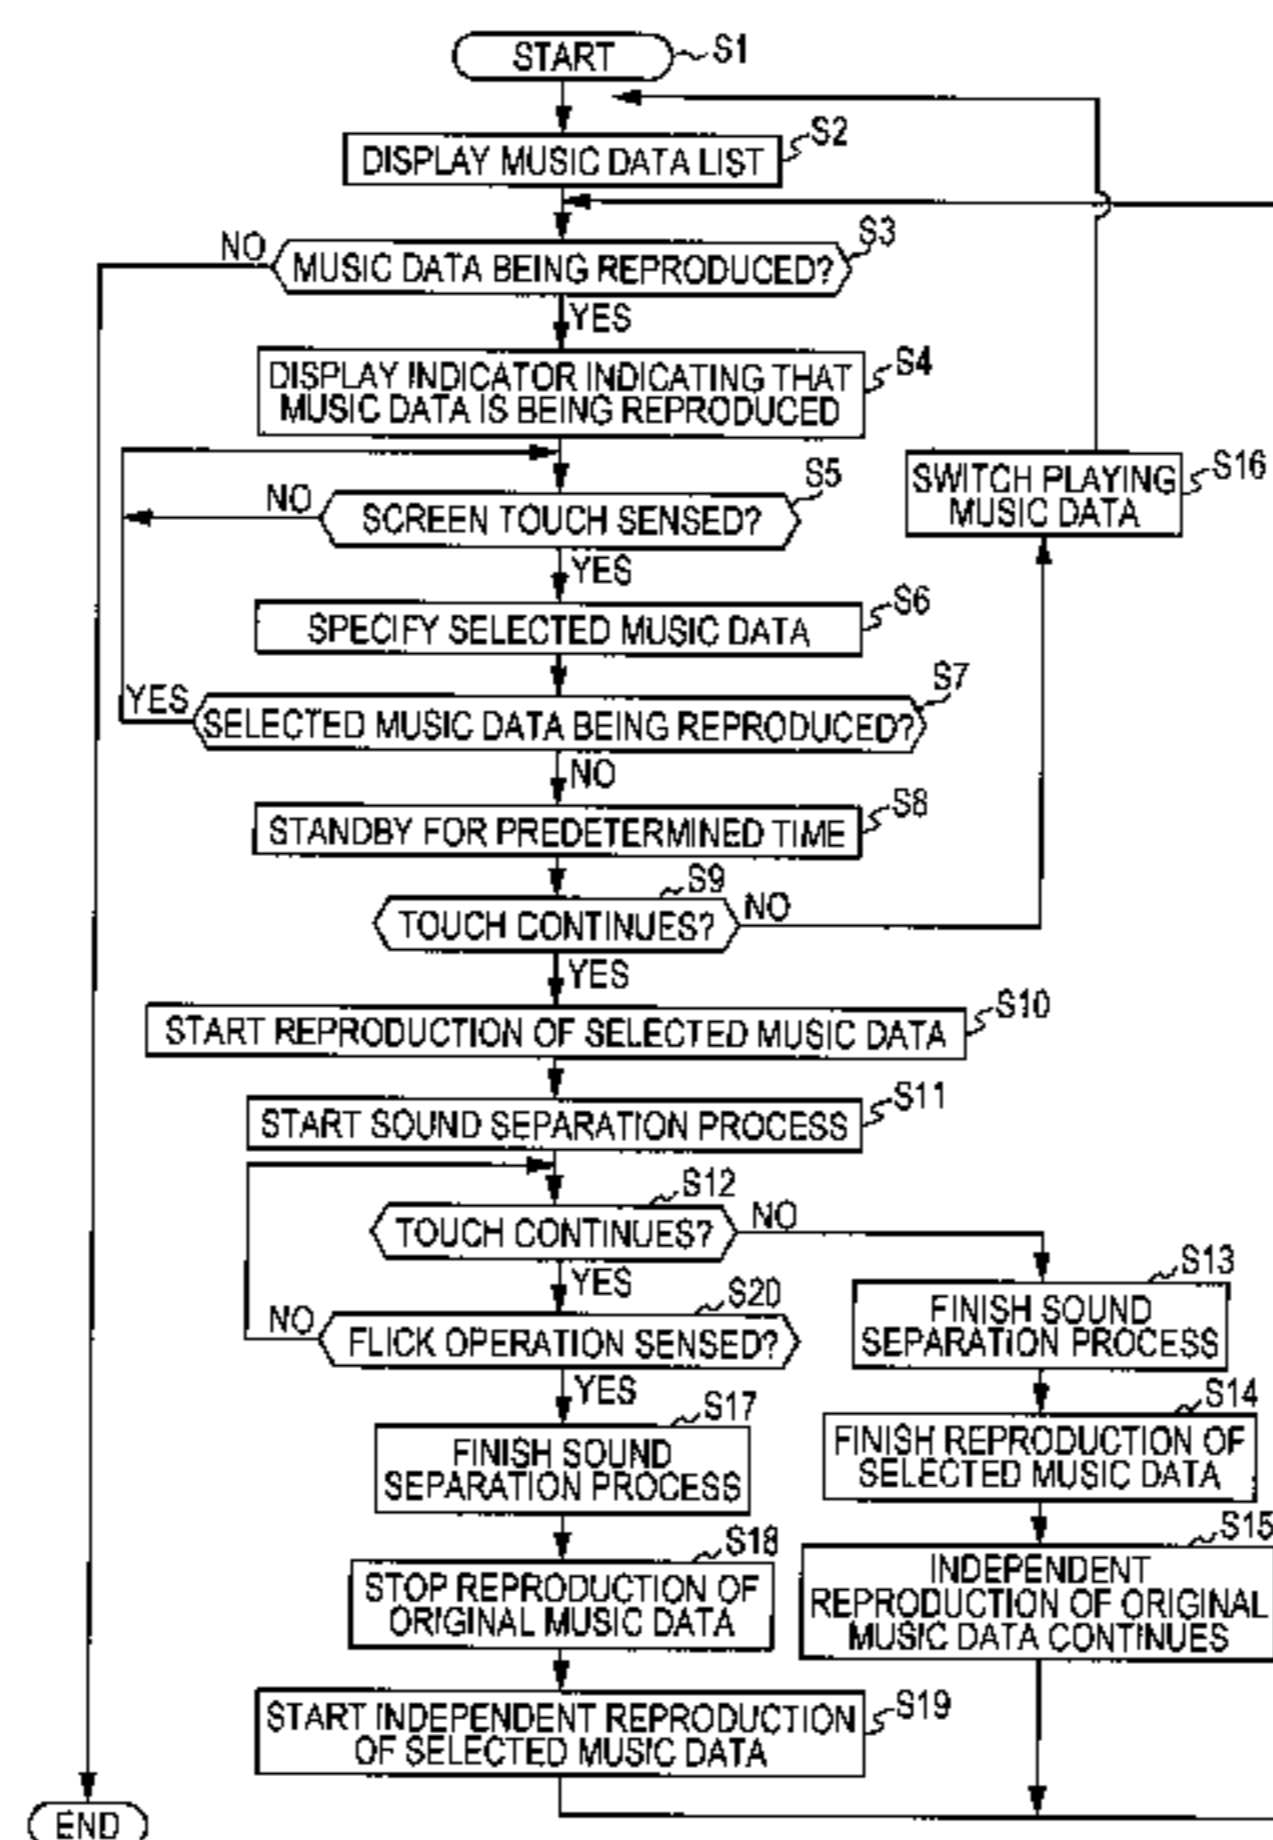 START
S1
DISPLAY MUSIC DATA LIST
S2
MUSIC DATA BEING REPRODUCED?
S3
NO
YES
DISPLAY INDICATOR INDICATING THAT
MUSIC DATA IS BEING REPRODUCED
S4
SCREEN TOUCH SENSED?
S5
NO
YES
SWITCH PLAYING
MUSIC DATA
S16
SPECIFY SELECTED MUSIC DATA
S6
SELECTED MUSIC DATA BEING REPRODUCED?
S7
YES
NO
STANDBY FOR PREDETERMINED TIME
S8
TOUCH CONTINUES?
S9
NO
YES
START REPRODUCTION OF SELECTED MUSIC DATA
S10
START SOUND SEPARATION PROCESS
S11
TOUCH CONTINUES?
S12
NO
YES
FLICK OPERATION SENSED?
S20
NO
YES
FINISH SOUND
SEPARATION PROCESS
S13
FINISH REPRODUCTION OF
SELECTED MUSIC DATA
S14
INDEPENDENT
REPRODUCTION OF ORIGINAL
MUSIC DATA CONTINUES
S15
FINISH SOUND
SEPARATION PROCESS
S17
STOP REPRODUCTION OF
ORIGINAL MUSIC DATA
S18
START INDEPENDENT REPRODUCTION
OF SELECTED MUSIC DATA
S19
END